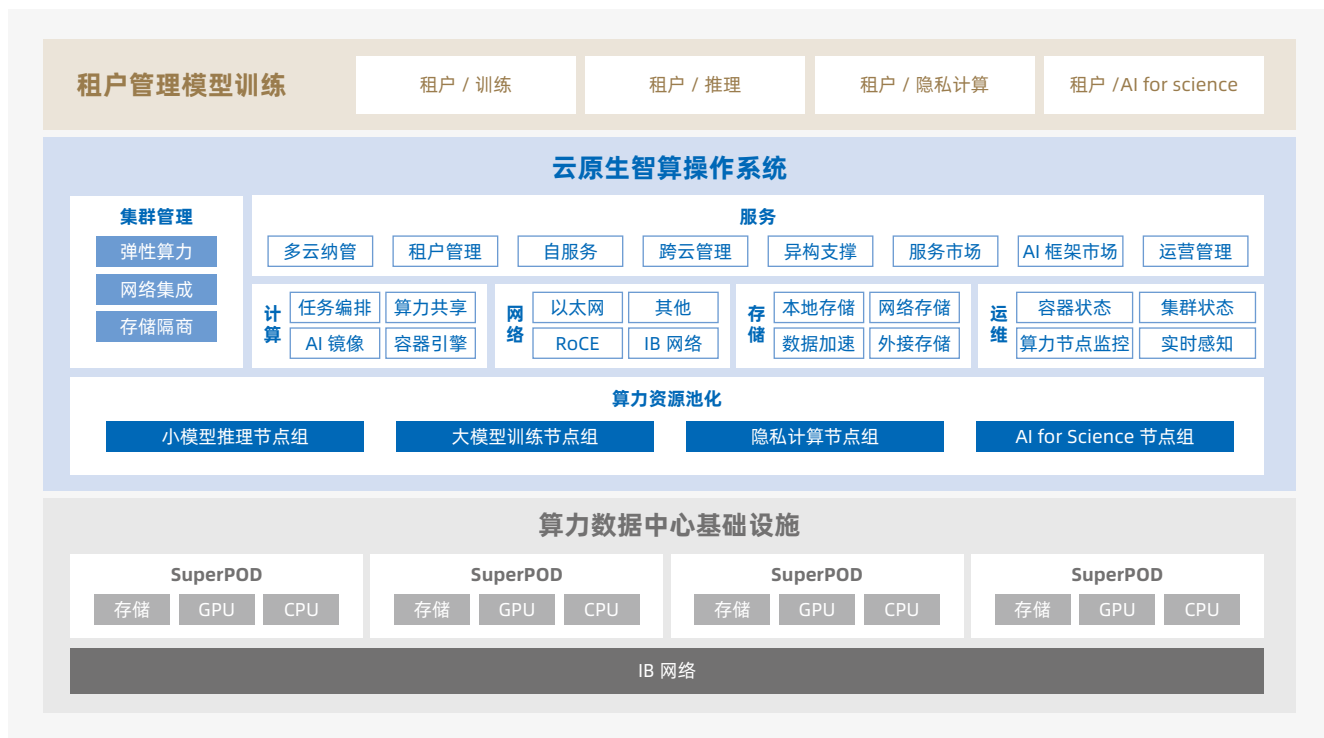 租户管理模型训练
租户 / 训练
租户 / 推理
租户 / 隐私计算
租户 /AI for science
云原生智算操作系统
集群管理
弹性算力
网络集成
存储隔商
服务
多云纳管
租户管理
自服务
跨云管理
异构支撑
服务市场
AI 框架市场
运营管理
计算
任务编排
算力共享
AI 镜像
容器引擎
网络
以太网
其他
RoCE
IB 网络
存储
本地存储
网络存储
数据加速
外接存储
运维
容器状态
集群状态
算力节点监控
实时感知
算力资源池化
小模型推理节点组
大模型训练节点组
隐私计算节点组
AI for Science 节点组
算力数据中心基础设施
SuperPOD
存储
GPU
CPU
SuperPOD
存储
GPU
CPU
SuperPOD
存储
GPU
CPU
SuperPOD
存储
GPU
CPU
IB 网络